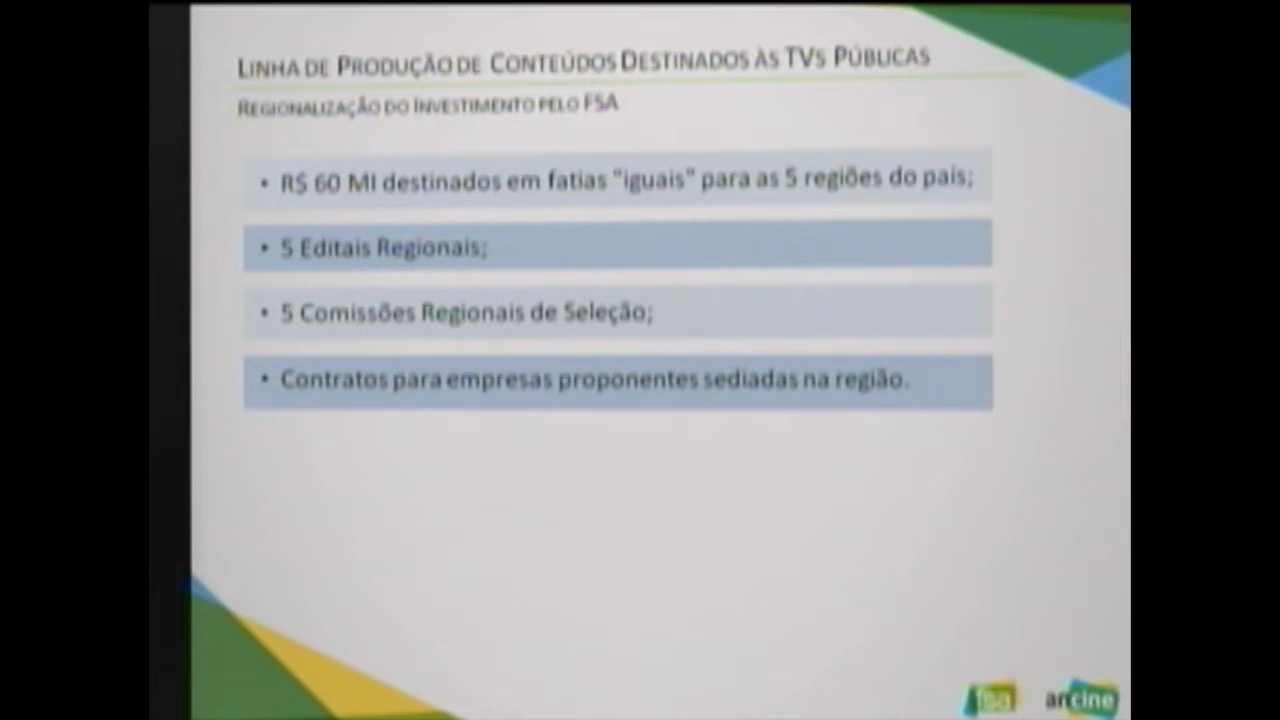 LINHA DE PRODUÇÃO DE CONTEÚDOS DESTINADOS ÀS TVS PÚBLICAS
REGIONALIZAÇÃO DO INVESTIMENTO PELO FSA
• R$ 60 MI destinados em fatias "iguais" para as 5 regiões do país;
• 5 Editais Regionais;
• 5 Comissões Regionais de Seleção;
• Contratos para empresas proponentes sediadas na região.
fsa ancine